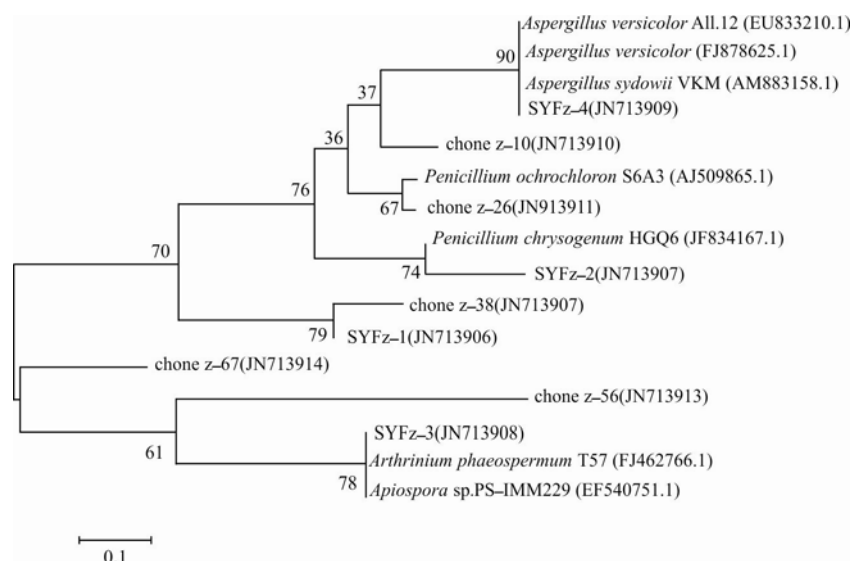 Aspergillus versicolor All.12 (EU833210.1)
90
Aspergillus versicolor (FJ878625.1)
Aspergillus sydowii VKM (AM883158.1)
37
SYFz–4(JN713909)
36
chone z–10(JN713910)
Penicillium ochrochloron S6A3 (AJ509865.1)
76
67
chone z–26(JN913911)
Penicillium chrysogenum HGQ6 (JF834167.1)
70
74
SYFz–2(JN713907)
chone z–38(JN713907)
79
SYFz–1(JN713906)
chone z–67(JN713914)
chone z–56(JN713913)
SYFz–3(JN713908)
61
Arthrinium phaeospermum T57 (FJ462766.1)
78
Apiospora sp.PS–IMM229 (EF540751.1)
0.1